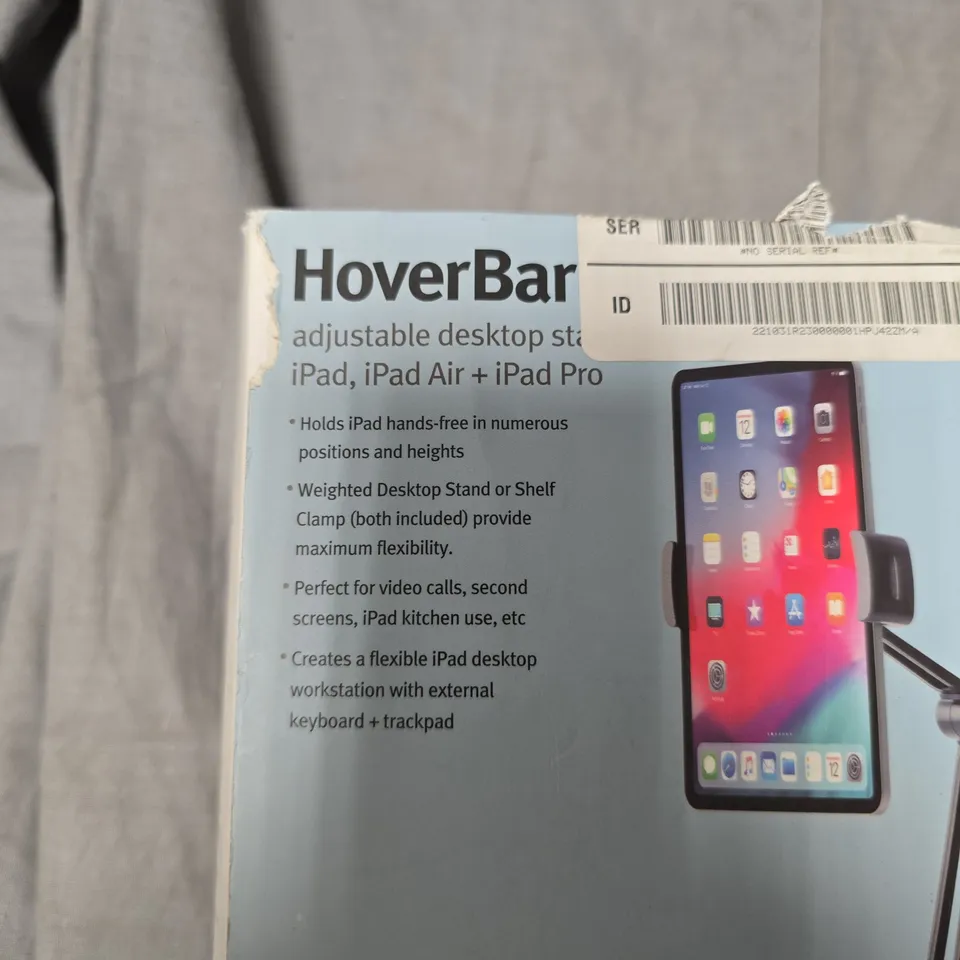 HoverBar
adjustable desktop sta
iPad, iPad Air + iPad Pro
• Holds iPad hands-free in numerous
positions and heights
• Weighted Desktop Stand or Shelf
Clamp (both included) provide
maximum flexibility.
• Perfect for video calls, second
screens, iPad kitchen use, etc
• Creates a flexible iPad desktop
workstation with external
keyboard + trackpad
SER
*NO SERIAL REF*
ID
221031R230000001HPJ42ZM/A
12
12